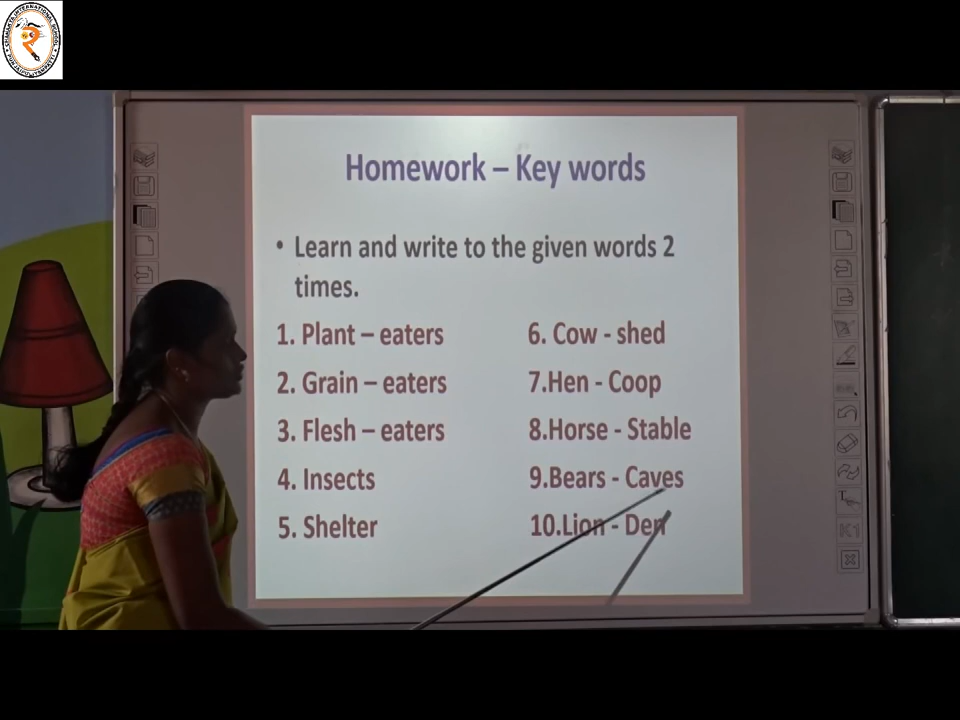 Homework – Key words
• Learn and write to the given words 2
times.
1. Plant – eaters
2. Grain – eaters
3. Flesh – eaters
4. Insects
5. Shelter
6. Cow - shed
7.Hen - Coop
8.Horse - Stable
9.Bears - Caves
10.Lion - Den
K1